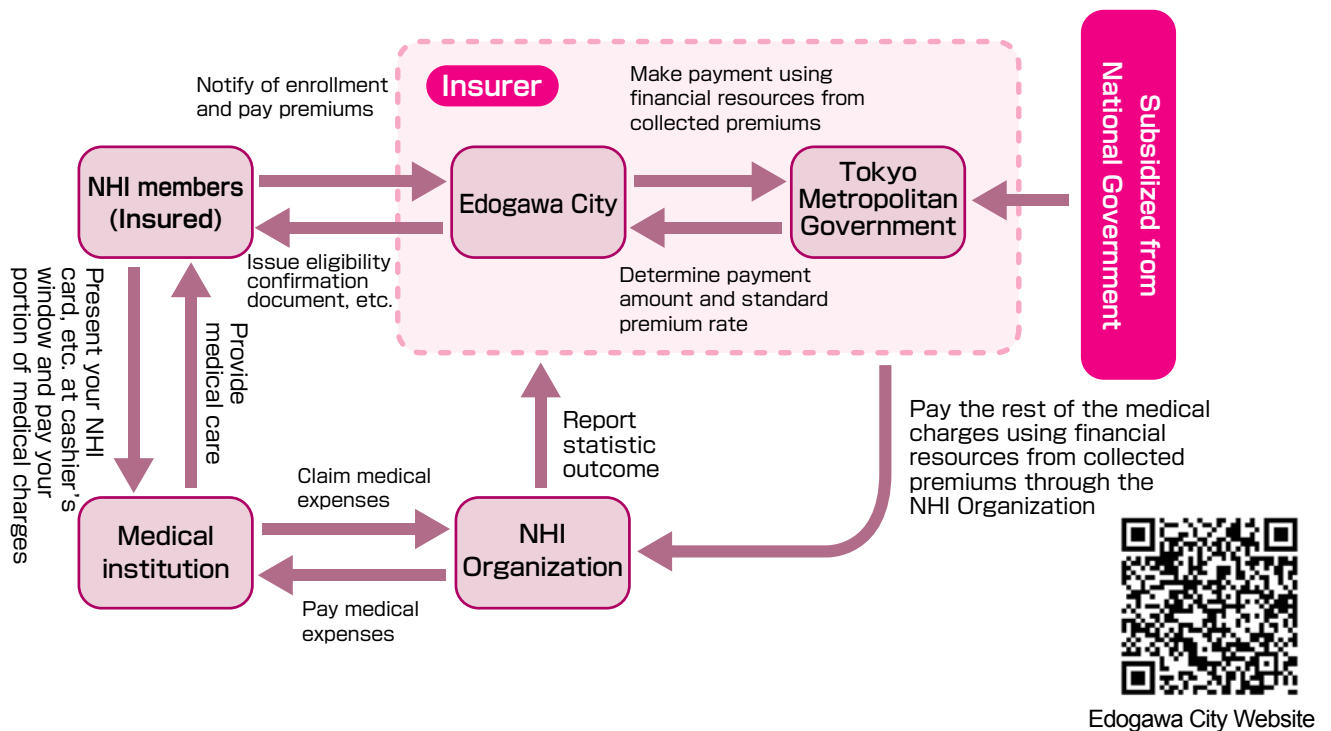 Notify of enrollment
and pay premiums
Insurer
Make payment using
financial resources from
collected premiums
Subsidized from
National Government
NHI members
(Insured)
Edogawa City
Tokyo
Metropolitan
Government
Issue eligibility
confirmation
document, etc.
Determine payment
amount and standard
premium rate
Present your NHI
card, etc. at cashier's
window and pay your
portion of medical charges
Provide
medical care
Report
statistic
outcome
Pay the rest of the medical
charges using financial
resources from collected
premiums through the
NHI Organization
Claim medical
expenses
Medical
institution
NHI
Organization
Pay medical
expenses
Edogawa City Website